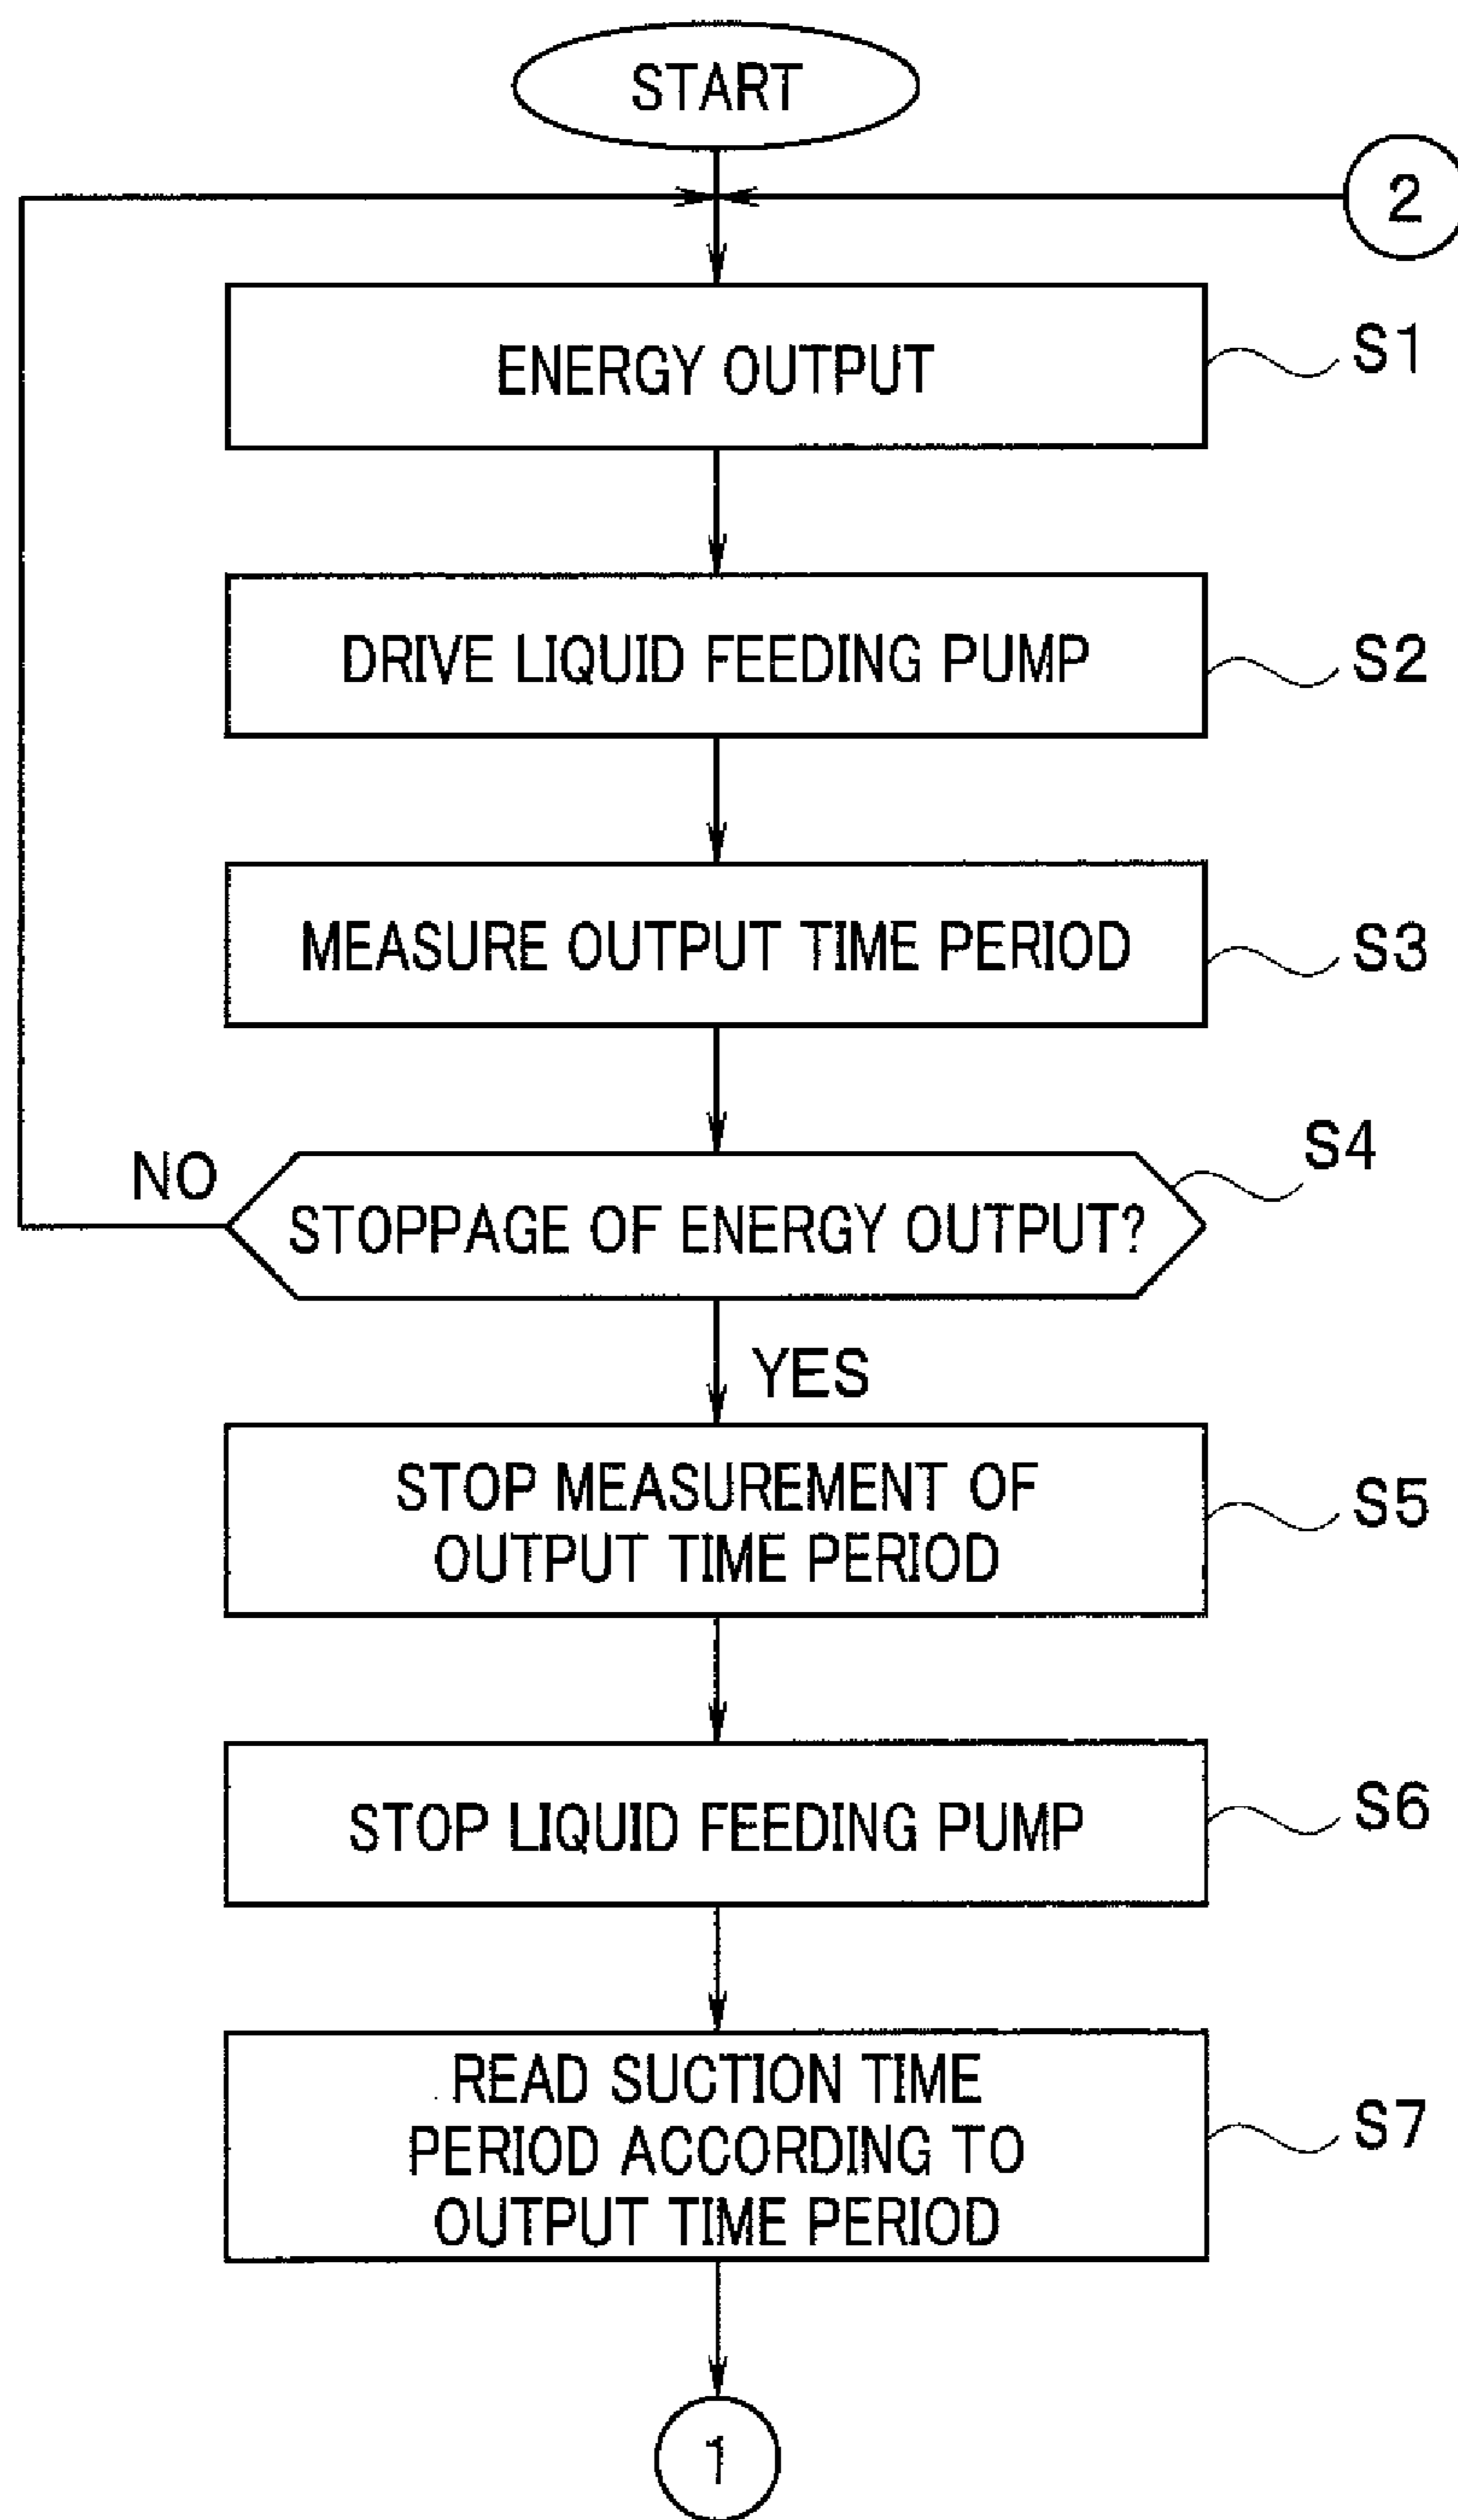 START
2
ENERGY OUTPUT
S1
DRIVE LIQUID FEEDING PUMP
S2
MEASURE OUTPUT TIME PERIOD
S3
NO
STOPPAGE OF ENERGY OUTPUT?
S4
YES
STOP MEASUREMENT OF
OUTPUT TIME PERIOD
S5
STOP LIQUID FEEDING PUMP
S6
READ SUCTION TIME
PERIOD ACCORDING TO
OUTPUT TIME PERIOD
S7
1